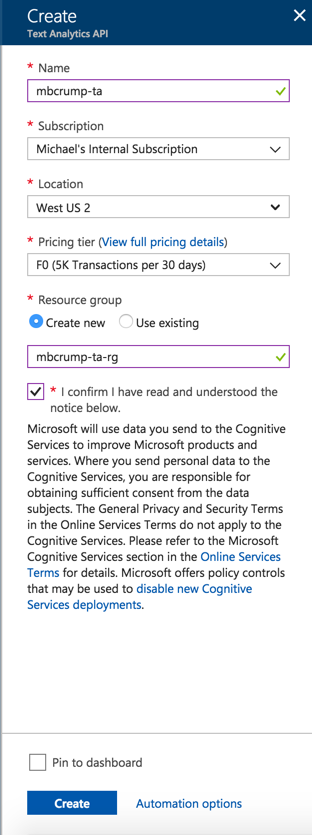 Create
Text Analytics API
* Name
mbcrump-ta
* Subscription
Michael's Internal Subscription
* Location
West US 2
* Pricing tier (View full pricing details)
F0 (5K Transactions per 30 days)
* Resource group
Create new Use existing
mbcrump-ta-rg
* I confirm I have read and understood the
notice below.
Microsoft will use data you send to the Cognitive
Services to improve Microsoft products and
services. Where you send personal data to the
Cognitive Services, you are responsible for
obtaining sufficient consent from the data
subjects. The General Privacy and Security Terms
in the Online Services Terms do not apply to the
Cognitive Services. Please refer to the Microsoft
Cognitive Services section in the Online Services
Terms for details. Microsoft offers policy controls
that may be used to disable new Cognitive
Services deployments.
Pin to dashboard
Create Automation options